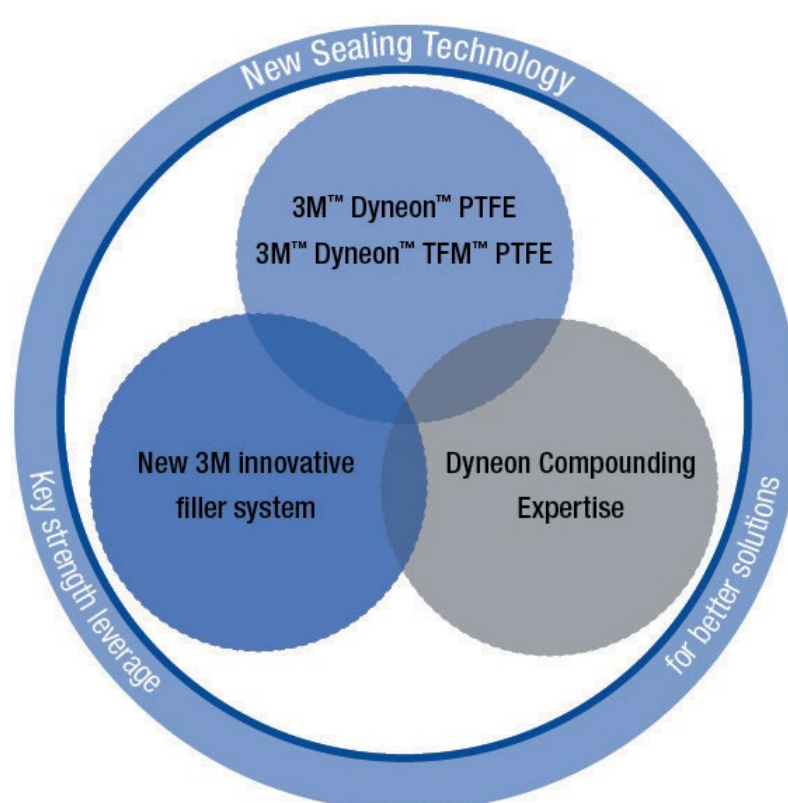 New Sealing Technology
3M™ Dyneon™ PTFE
3M™ Dyneon™ TFM™ PTFE
New 3M innovative
filler system
Dyneon Compounding
Expertise
Key strength leverage
for better solutions